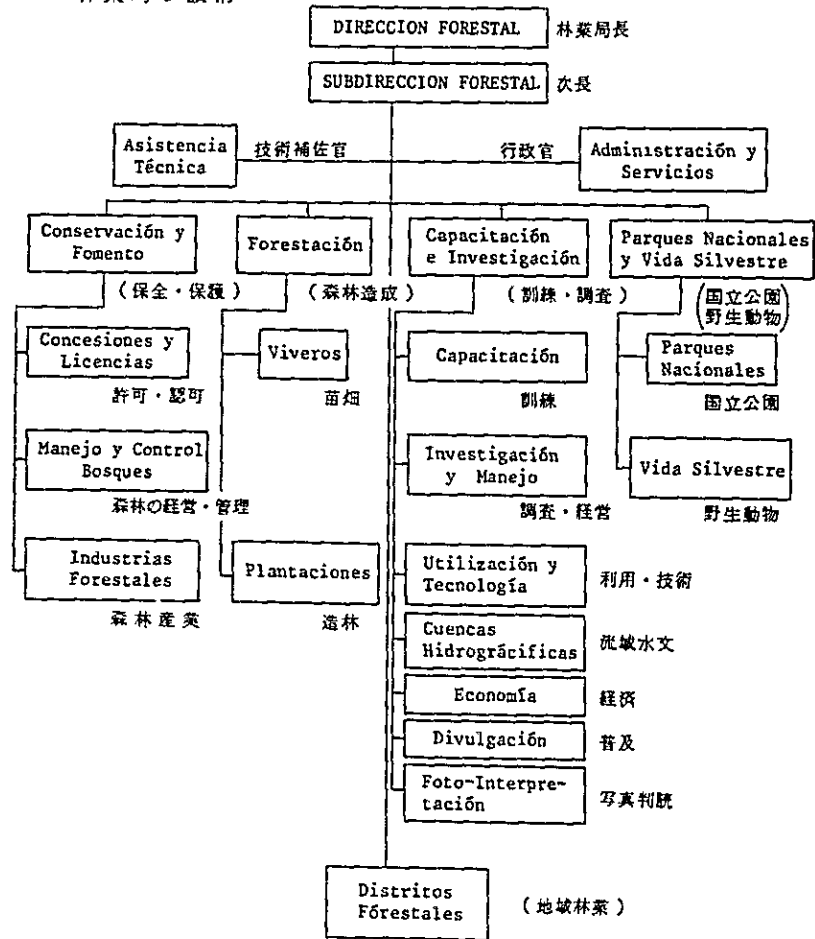 DIRECCION FORESTAL 林業局長
SUBDIRECCION FORESTAL 次長
Asistencia
Técnica
技術補佐官
行政官
Administración y
Servicios
Conservación y
Fomento
(保全・保護)
Forestación
(森林造成)
Capacitación
e Investigación
(訓練・調査)
Parques Nacionales
y Vida Silvestre
(国立公園
野生動物)
Concesiones y
Licencias
許可・認可
Viveros
苗畑
Capacitación
訓練
Parques
Nacionales
国立公園
Manejo y Control
Bosques
森林の経営・管理
Investigación
y Manejo
調査・経営
Vida Silvestre
野生動物
Industrias
Forestales
森林産業
Plantaciones
造林
Utilización y
Tecnología
利用・技術
Cuencas
Hidrográcificas
流域水文
Economía
経済
Divulgación
普及
Foto-Interpre-
tación
写真判読
Distritos
Fórestales
(地域林業)